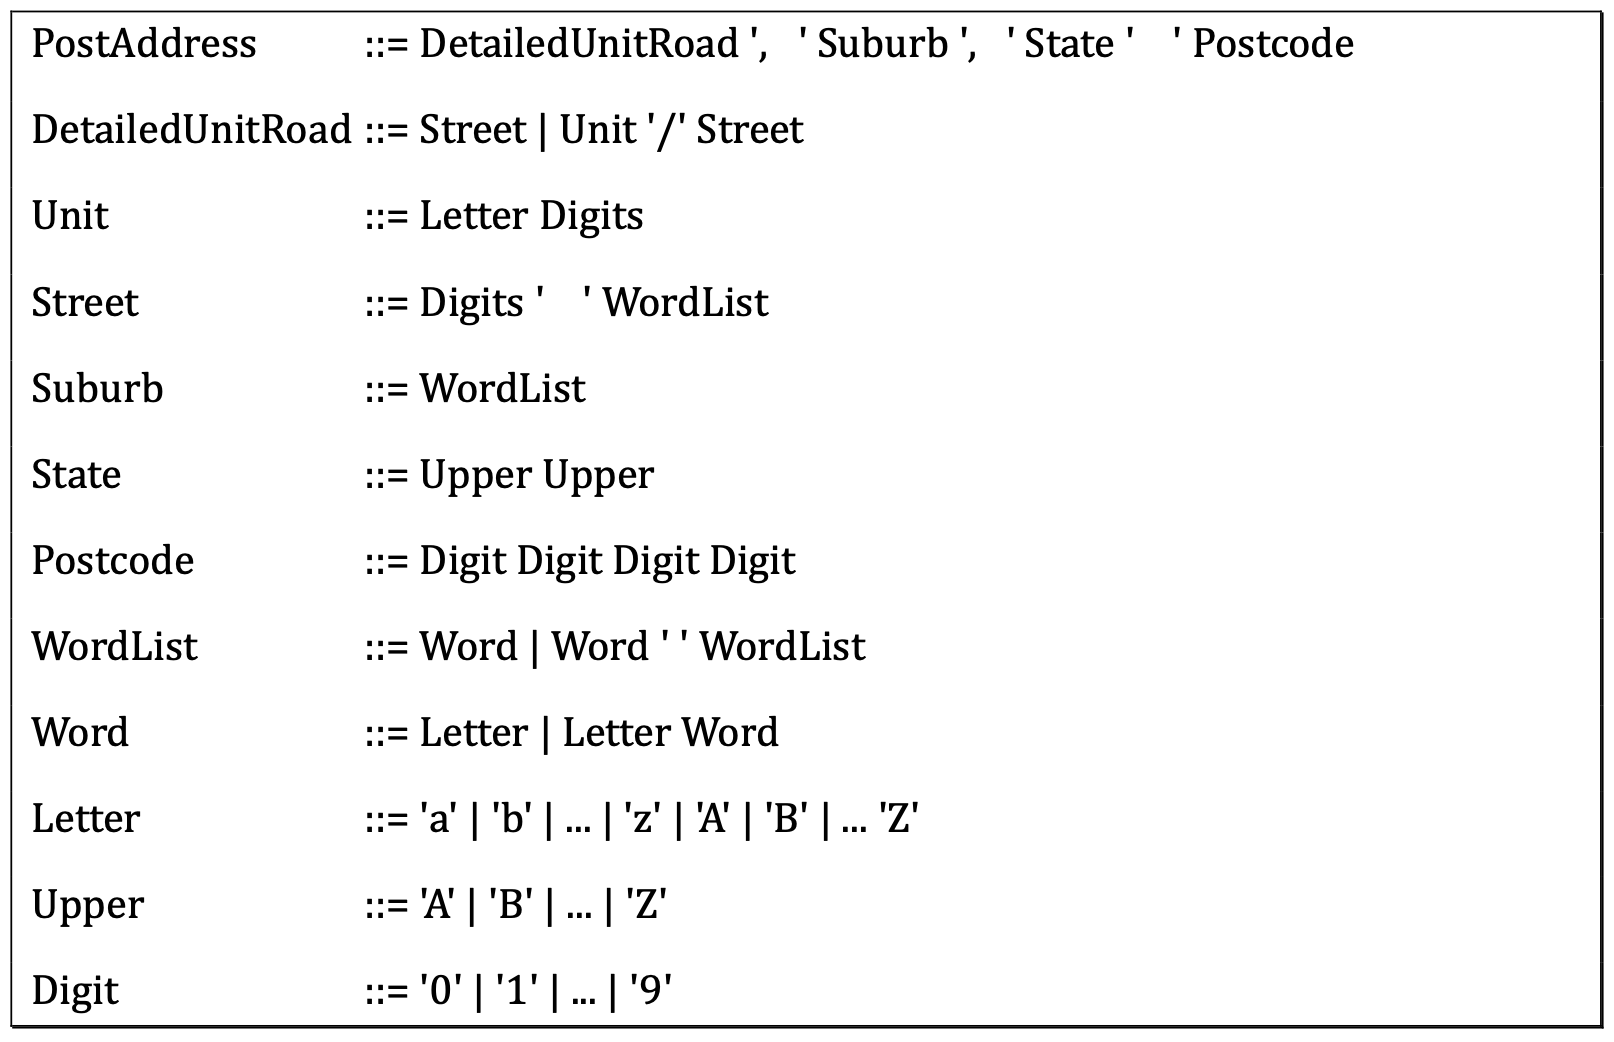 PostAddress ::= DetailedUnitRoad ',  ' Suburb ',  ' State '  ' Postcode
DetailedUnitRoad ::= Street | Unit '/' Street
Unit ::= Letter Digits
Street ::= Digits '  ' WordList
Suburb ::= WordList
State ::= Upper Upper
Postcode ::= Digit Digit Digit Digit
WordList ::= Word | Word ' ' WordList
Word ::= Letter | Letter Word
Letter ::= 'a' | 'b' | ... | 'z' | 'A' | 'B' | ... 'Z'
Upper ::= 'A' | 'B' | ... | 'Z'
Digit ::= '0' | '1' | ... | '9'